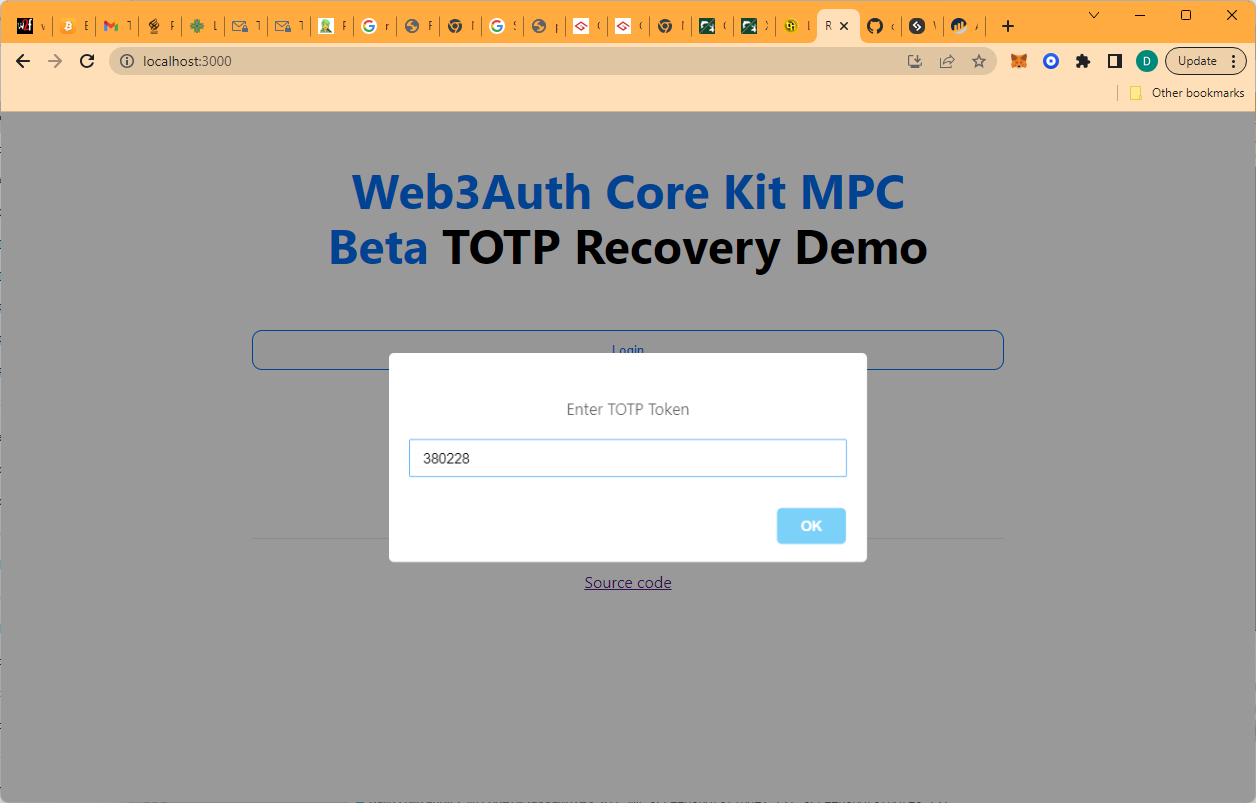 localhost:3000
D
Update
Other bookmarks
Web3Auth Core Kit MPC
Beta TOTP Recovery Demo
Login
Enter TOTP Token
380228
OK
Source code